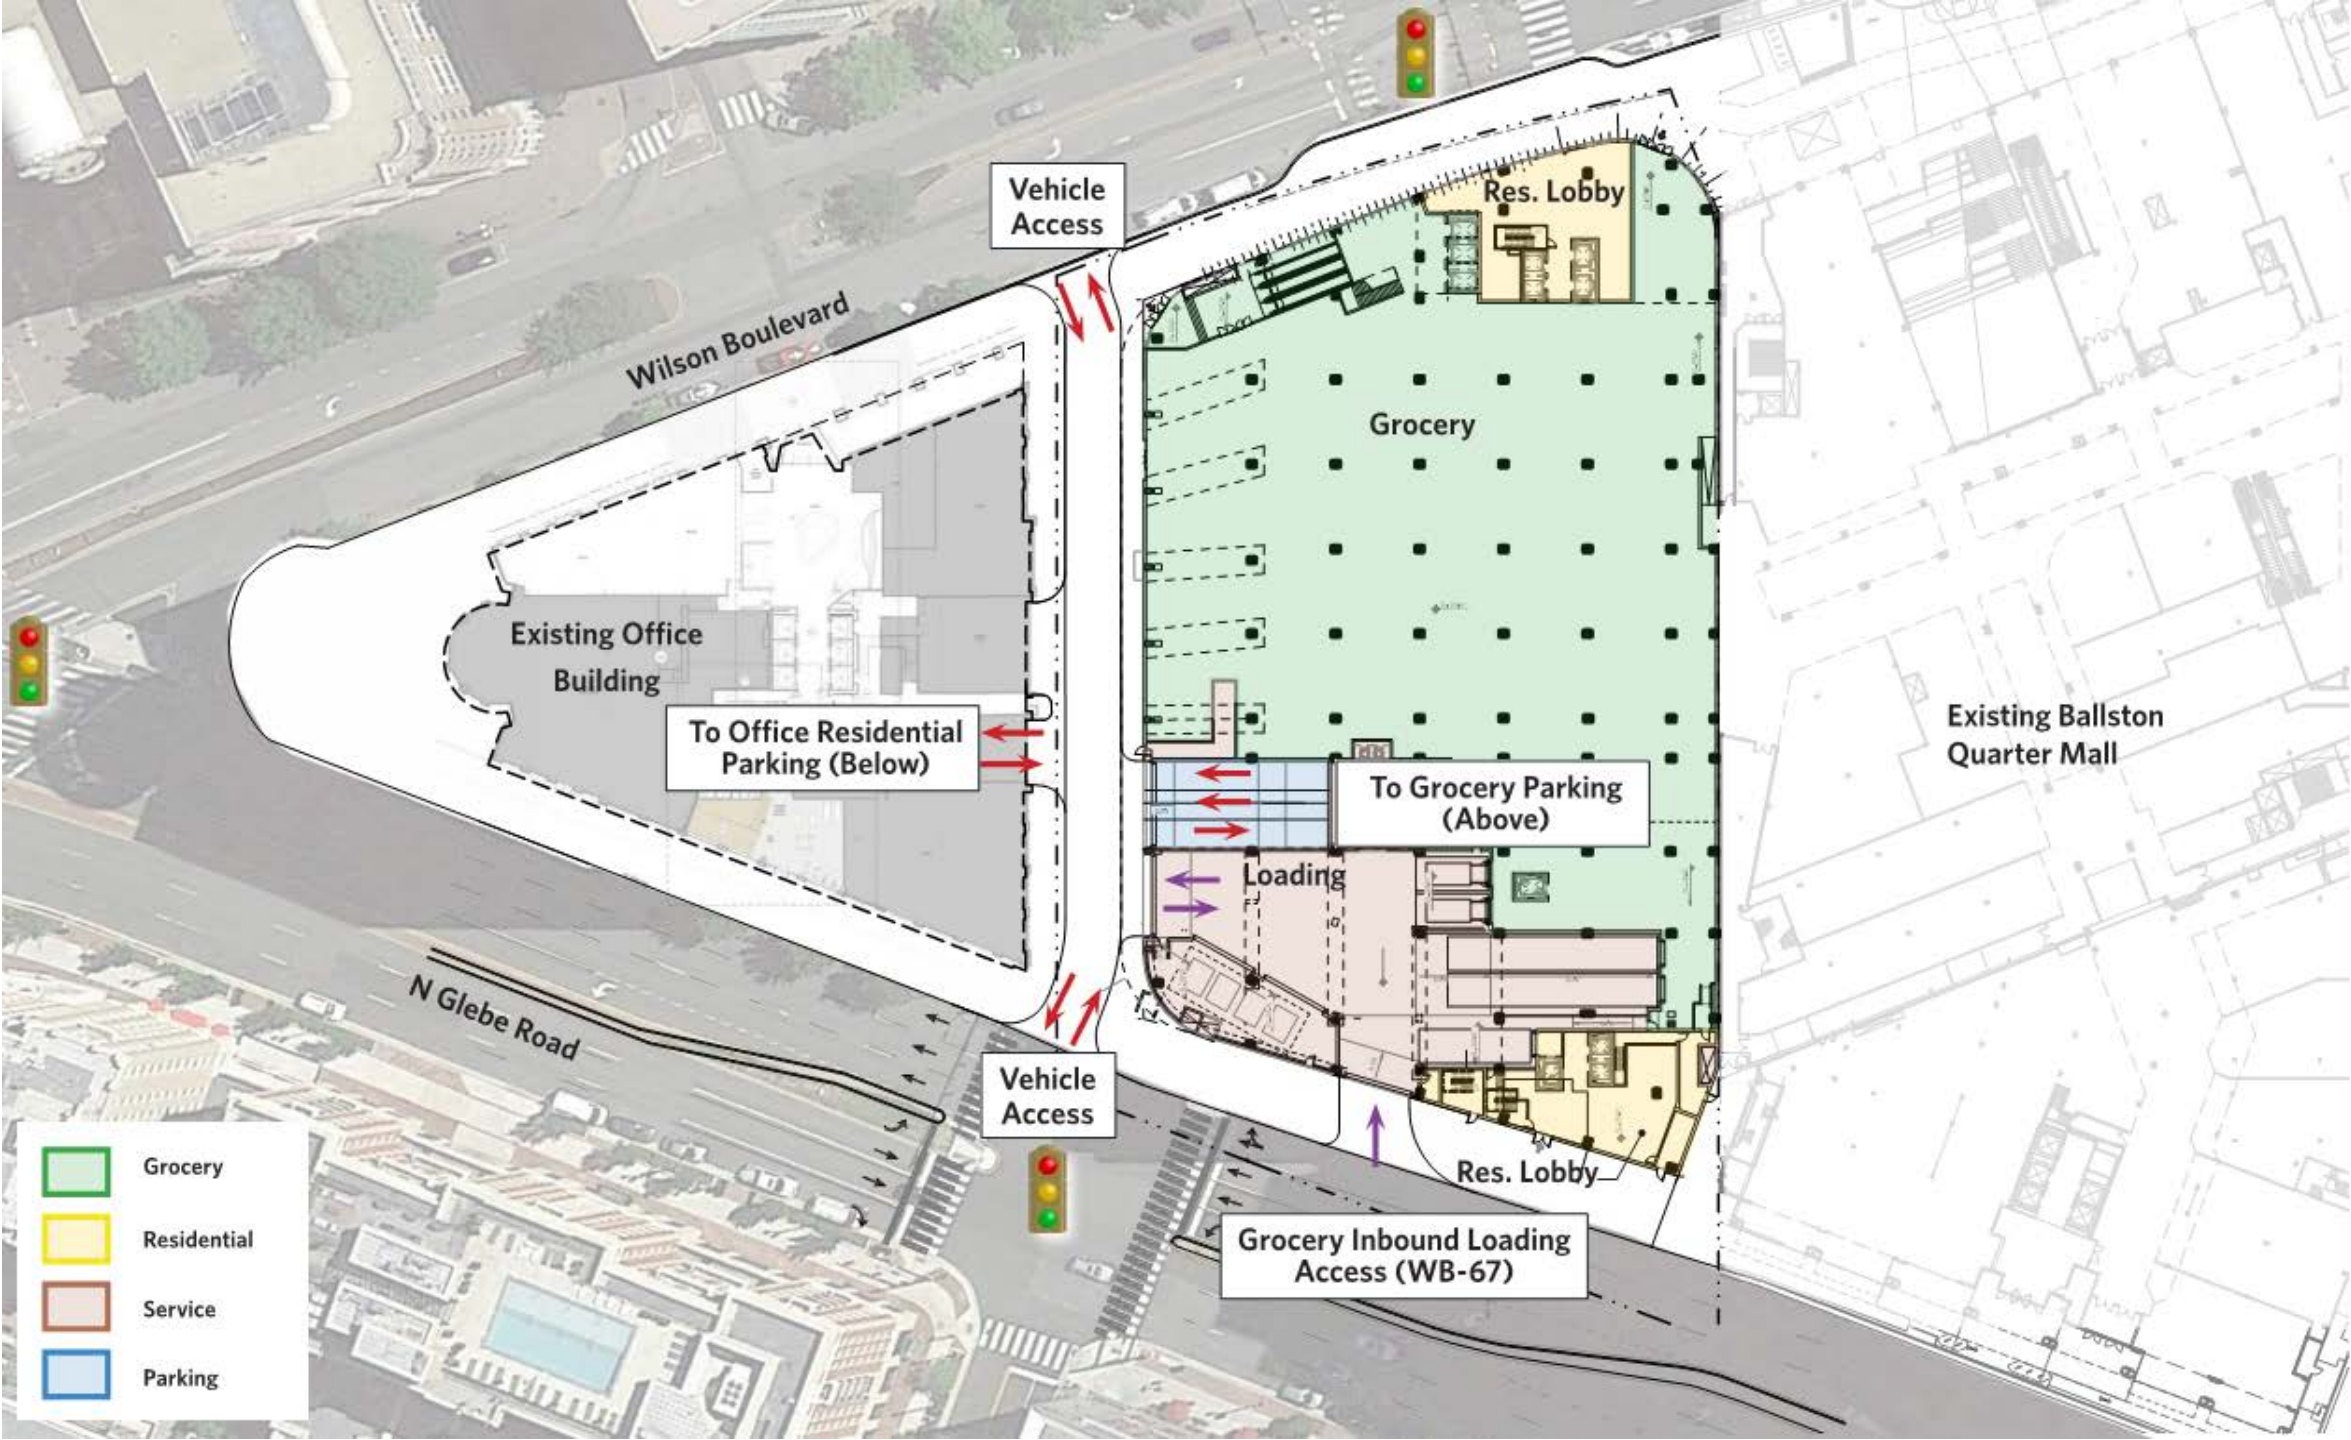 Vehicle
Access
Res. Lobby
Wilson Boulevard
Grocery
Existing Office
Building
To Office Residential
Parking (Below)
Existing Ballston
Quarter Mall
To Grocery Parking
(Above)
Loading
N Glebe Road
Vehicle
Access
Res. Lobby
Grocery Inbound Loading
Access (WB-67)
Grocery
Residential
Service
Parking